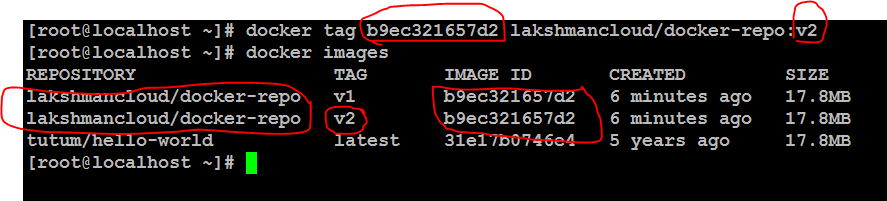 [root@localhost ~]# docker tag b9ec321657d2 lakshmancloud/docker-repo:v2
[root@localhost ~]# docker images
REPOSITORY TAG IMAGE ID CREATED SIZE
lakshmancloud/docker-repo v1 b9ec321657d2 6 minutes ago 17.8MB
lakshmancloud/docker-repo v2 b9ec321657d2 6 minutes ago 17.8MB
tutum/hello-world latest 31e17b0746e4 5 years ago 17.8MB
[root@localhost ~]#